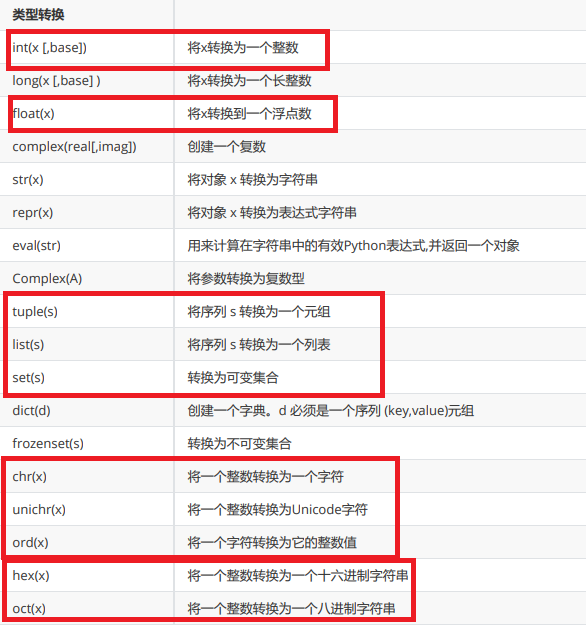 类型转换
int(x [,base]) 将x转换为一个整数
long(x [,base] ) 将x转换为一个长整数
float(x) 将x转换到一个浮点数
complex(real[,imag]) 创建一个复数
str(x) 将对象 x 转换为字符串
repr(x) 将对象 x 转换为表达式字符串
eval(str) 用来计算在字符串中的有效Python表达式,并返回一个对象
Complex(A) 将参数转换为复数型
tuple(s) 将序列 s 转换为一个元组
list(s) 将序列 s 转换为一个列表
set(s) 转换为可变集合
dict(d) 创建一个字典。d 必须是一个序列 (key,value)元组
frozenset(s) 转换为不可变集合
chr(x) 将一个整数转换为一个字符
unichr(x) 将一个整数转换为Unicode字符
ord(x) 将一个字符转换为它的整数值
hex(x) 将一个整数转换为一个十六进制字符串
oct(x) 将一个整数转换为一个八进制字符串